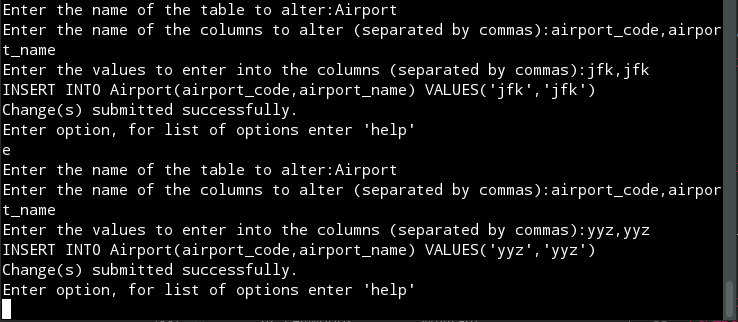 Enter the name of the table to alter:Airport
Enter the name of the columns to alter (separated by commas):airport_code,airpor
t_name
Enter the values to enter into the columns (separated by commas):jfk,jfk
INSERT INTO Airport(airport_code,airport_name) VALUES('jfk','jfk')
Change(s) submitted successfully.
Enter option, for list of options enter 'help'
e
Enter the name of the table to alter:Airport
Enter the name of the columns to alter (separated by commas):airport_code,airpor
t_name
Enter the values to enter into the columns (separated by commas):yyz,yyz
INSERT INTO Airport(airport_code,airport_name) VALUES('yyz','yyz')
Change(s) submitted successfully.
Enter option, for list of options enter 'help'